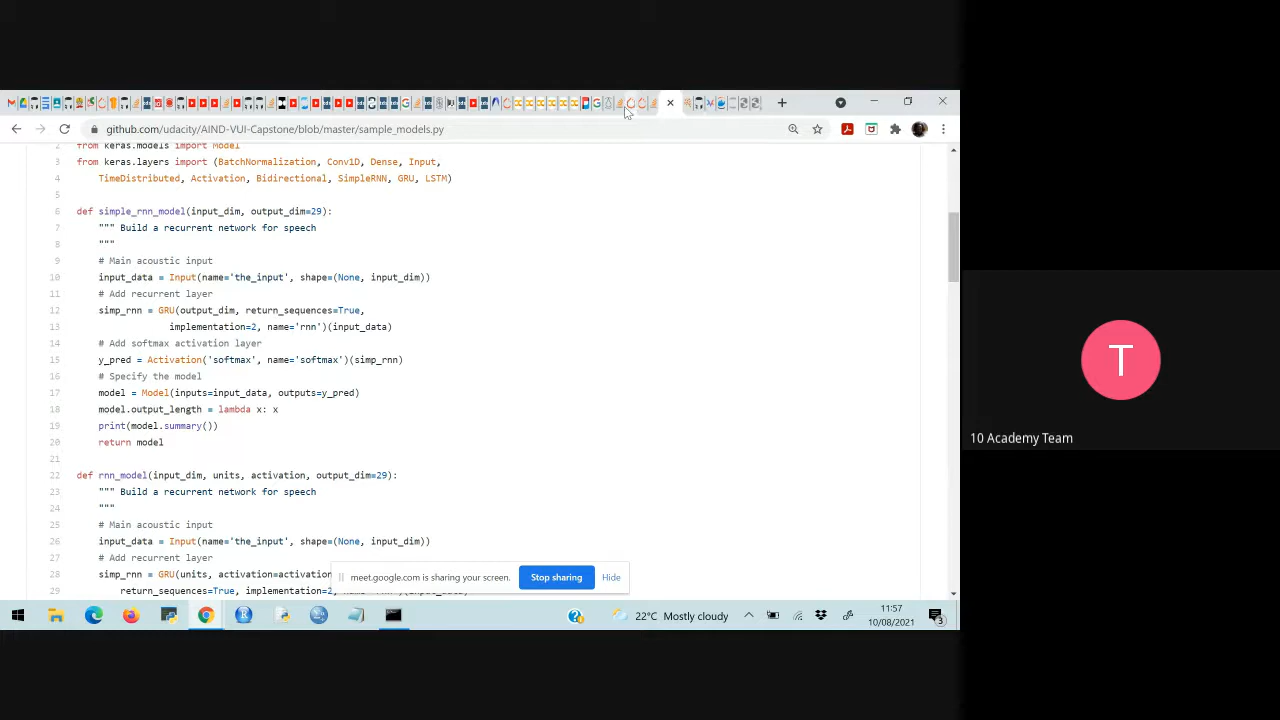 github.com/udacity/AIND-VUI-Capstone/blob/master/sample_models.py
from keras.models import Model
3 from keras.layers import (BatchNormalization, Conv1D, Dense, Input,
4 TimeDistributed, Activation, Bidirectional, SimpleRNN, GRU, LSTM)
5
6 def simple_rnn_model(input_dim, output_dim=29):
7 """ Build a recurrent network for speech
8 """
9 # Main acoustic input
10 input_data = Input(name='the_input', shape=(None, input_dim))
11 # Add recurrent layer
12 simp_rnn = GRU(output_dim, return_sequences=True,
13 implementation=2, name='rnn')(input_data)
14 # Add softmax activation layer
15 y_pred = Activation('softmax', name='softmax')(simp_rnn)
16 # Specify the model
17 model = Model(inputs=input_data, outputs=y_pred)
18 model.output_length = lambda x: x
19 print(model.summary())
20 return model
21
22 def rnn_model(input_dim, units, activation, output_dim=29):
23 """ Build a recurrent network for speech
24 """
25 # Main acoustic input
26 input_data = Input(name='the_input', shape=(None, input_dim))
27 # Add recurrent layer
28 simp_rnn = GRU(units, activation=activation
29 return_sequences=True, implementation=2,
meet.google.com is sharing your screen.
Stop sharing
Hide
22°C Mostly cloudy
11:57
10/08/2021
3
T
10 Academy Team